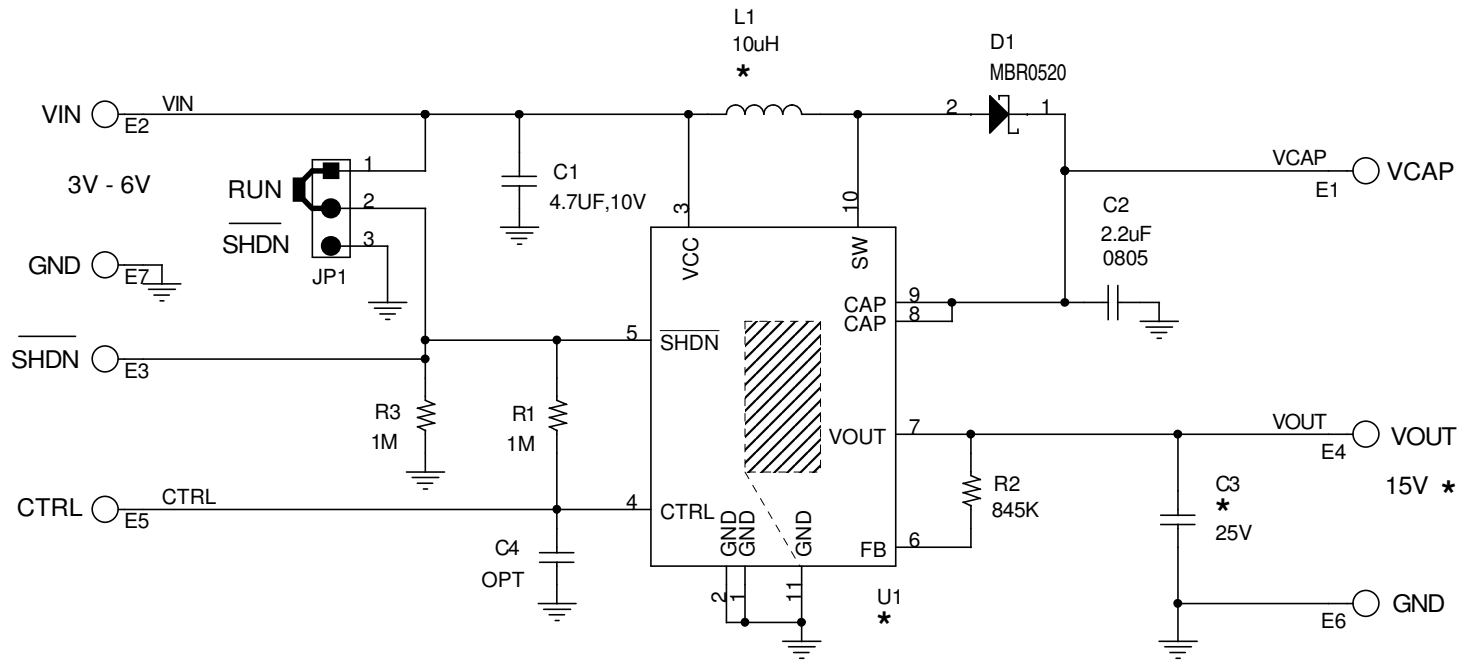 L1
10uH
*
D1
MBR0520
VIN
E2
VIN
2
1
3V - 6V
RUN
SHDN
1
2
3
JP1
C1
4.7UF,10V
3
10
VCAP
E1
VCAP
C2
2.2uF
0805
GND
E7
VCC
SW
CAP
9
CAP
8
SHDN
E3
5
SHDN
R3
1M
R1
1M
VOUT
7
VOUT
E4
VOUT
15V *
R2
845K
C3
*
25V
CTRL
E5
CTRL
4
CTRL
C4
OPT
GND
GND
GND
FB
6
2
1
11
U1
*
E6
GND